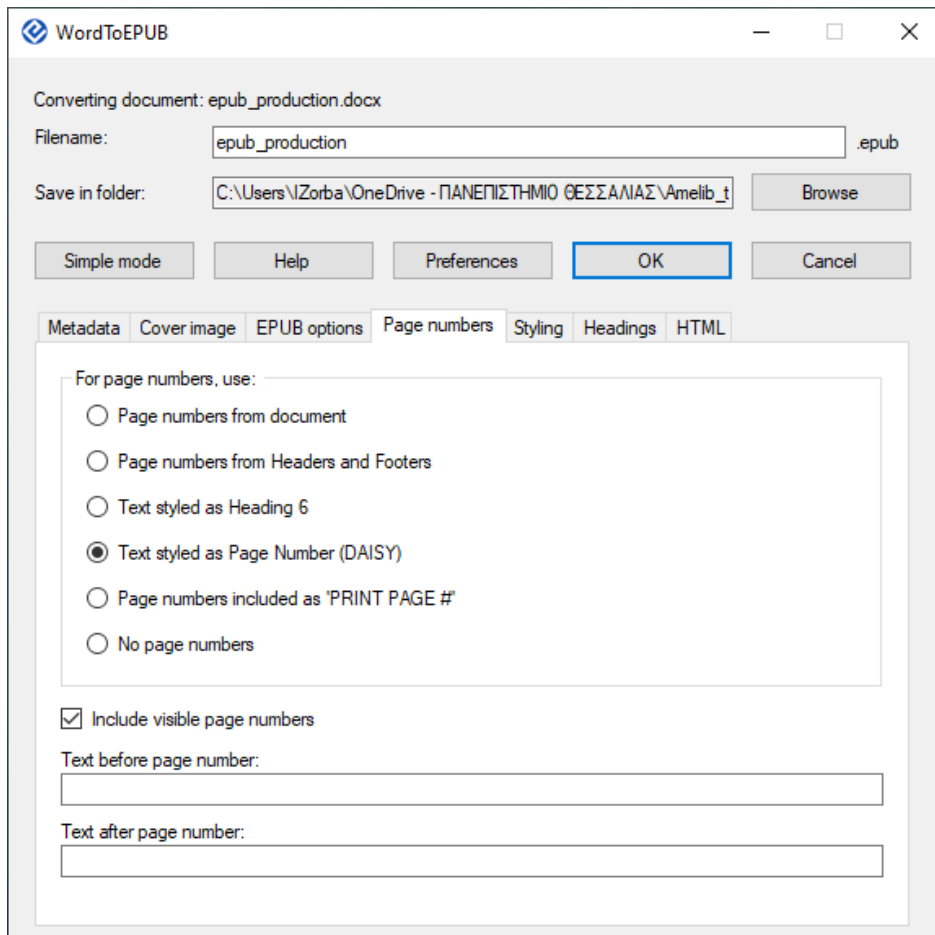 WordToEPUB
Converting document: epub_production.docx
Filename: epub_production .epub
Save in folder: C:\Users\IZorba\OneDrive - ΠΑΝΕΠΙΣΤΗΜΙΟ ΘΕΣΣΑΛΙΑΣ\Amelib_t Browse
Simple mode Help Preferences OK Cancel
Metadata Cover image EPUB options Page numbers Styling Headings HTML
For page numbers, use:
Page numbers from document
Page numbers from Headers and Footers
Text styled as Heading 6
Text styled as Page Number (DAISY)
Page numbers included as 'PRINT PAGE #'
No page numbers
Include visible page numbers
Text before page number:
Text after page number: